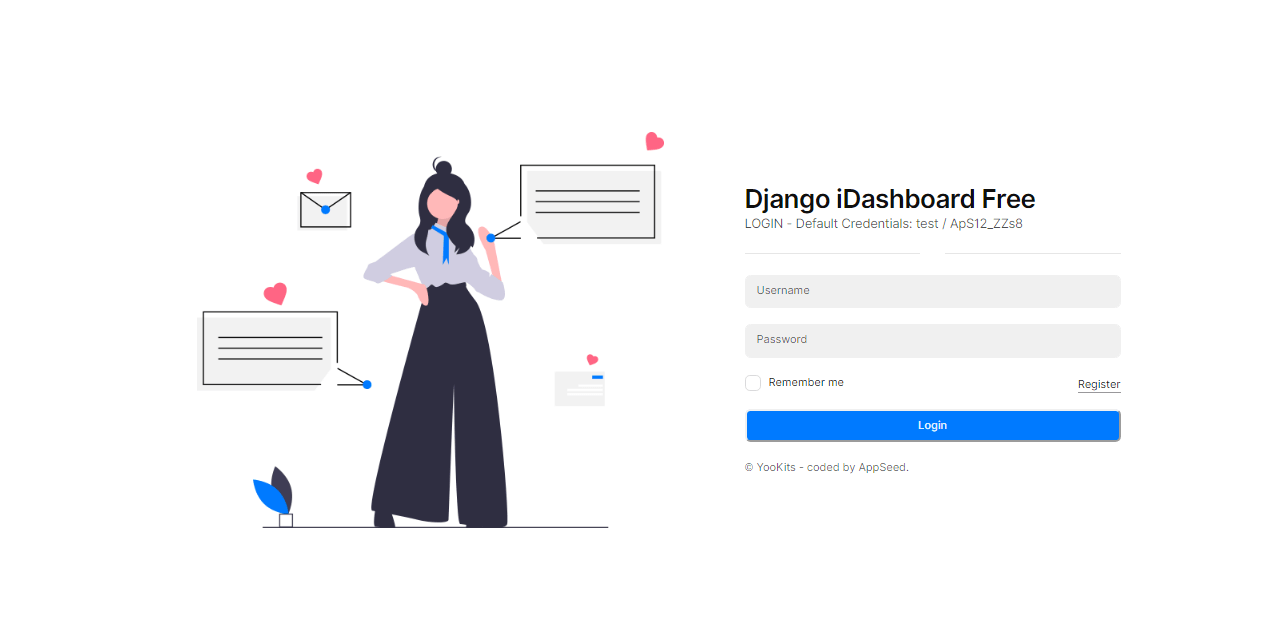 Django iDashboard Free
LOGIN - Default Credentials: test / ApS12_ZZs8
Username
Password
Remember me
Register
Login
© YooKits - coded by AppSeed.